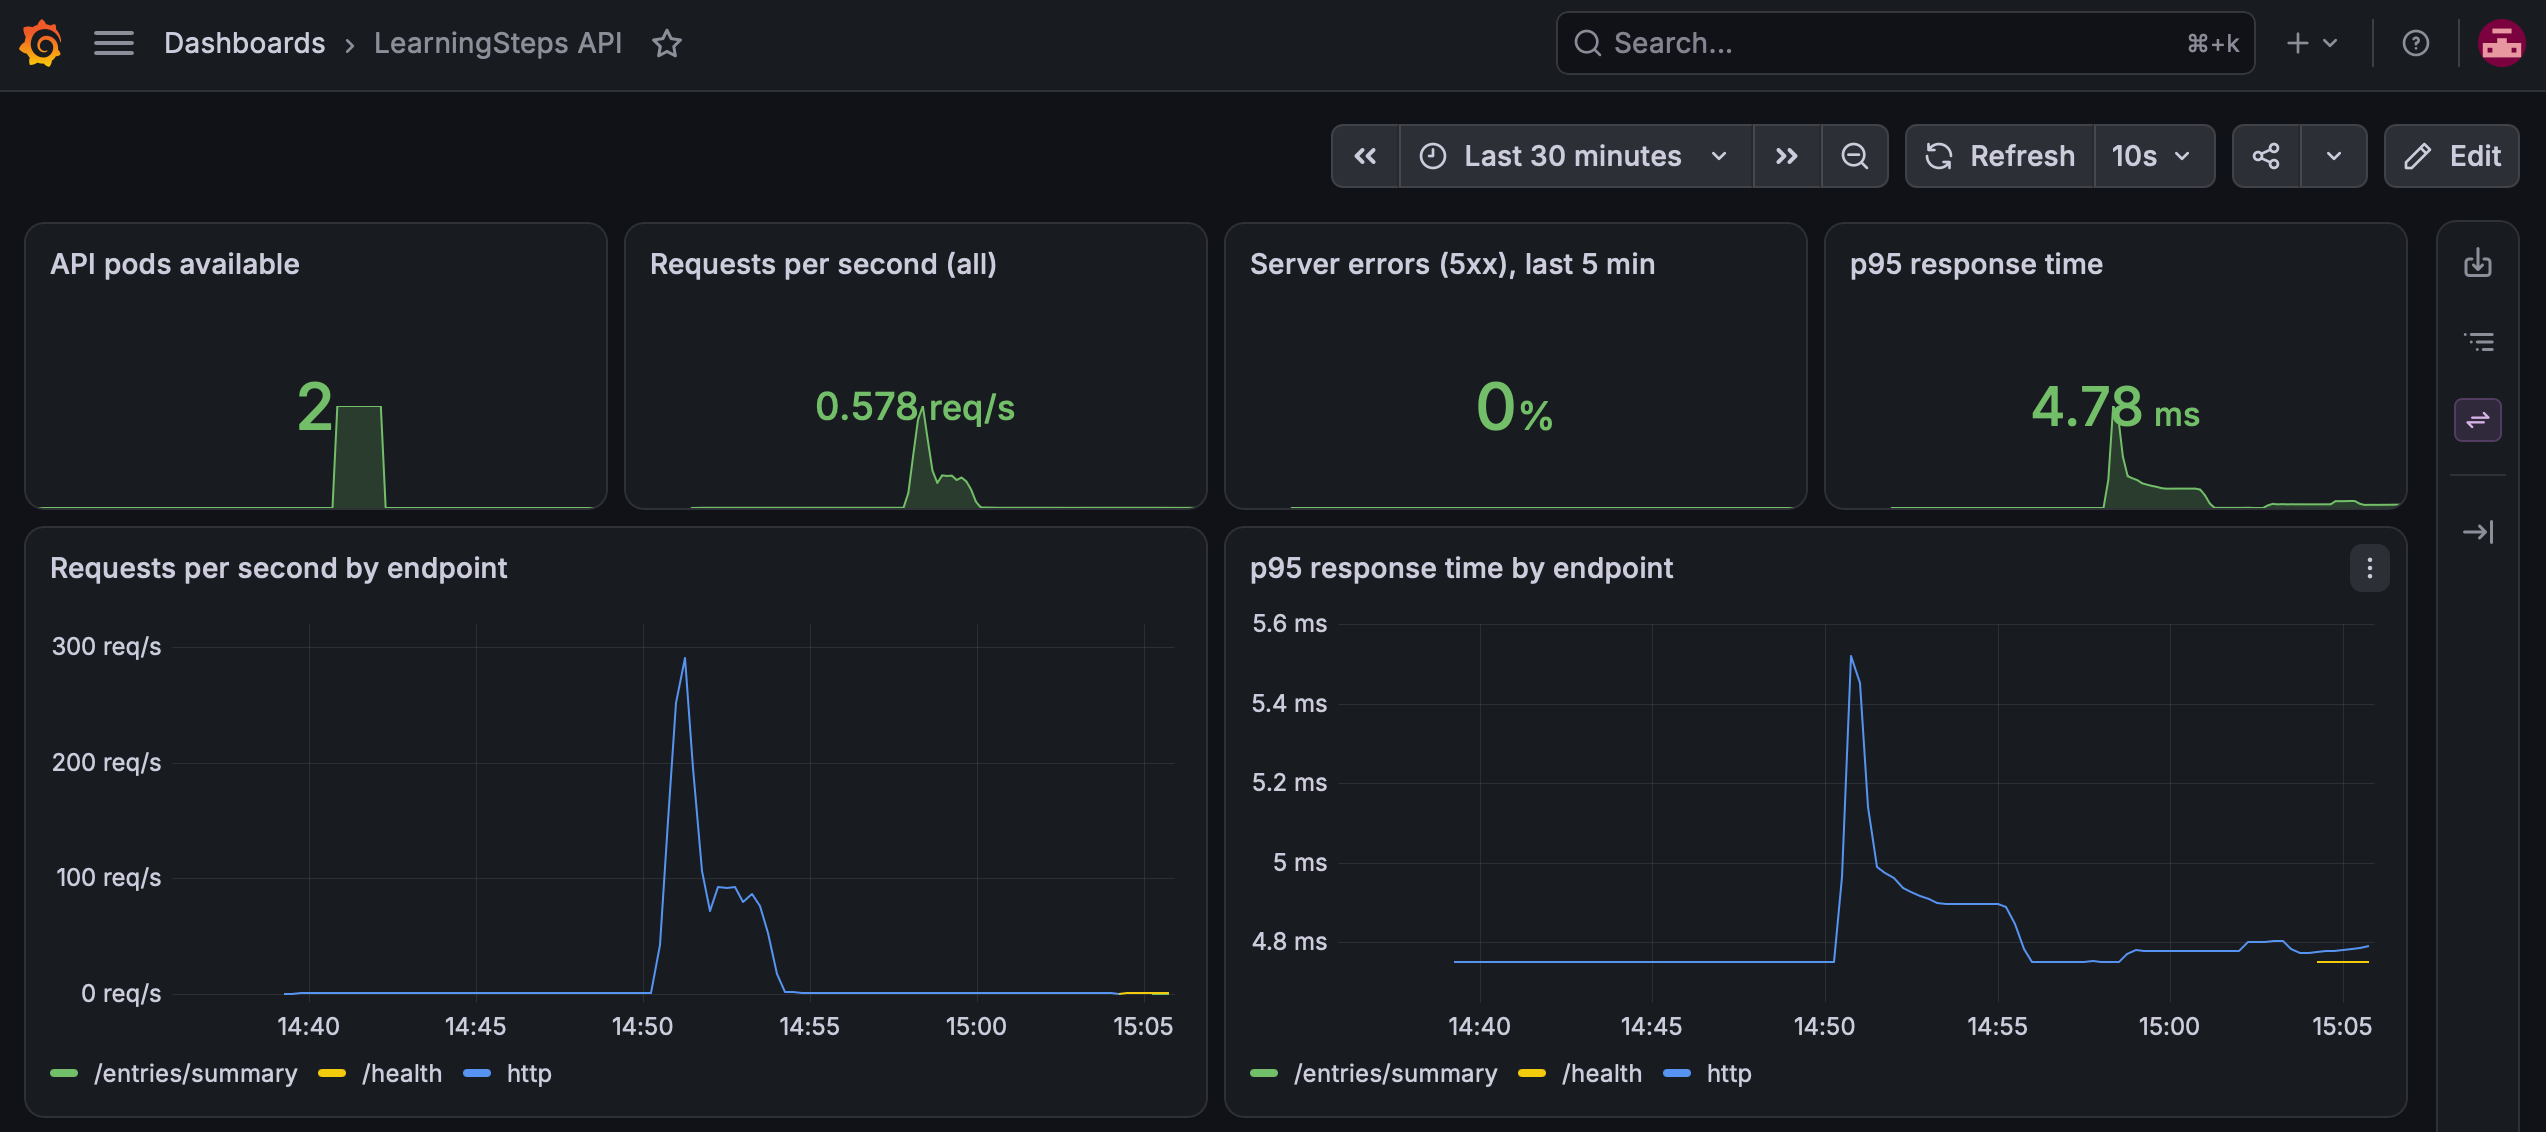 Dashboards › LearningSteps API
Search... ⌘+k
Last 30 minutes
Refresh 10s
Edit
API pods available
2
Requests per second (all)
0.578 req/s
Server errors (5xx), last 5 min
0%
p95 response time
4.78 ms
Requests per second by endpoint
300 req/s
200 req/s
100 req/s
0 req/s
14:40 14:45 14:50 14:55 15:00 15:05
/entries/summary /health http
p95 response time by endpoint
5.6 ms
5.4 ms
5.2 ms
5 ms
4.8 ms
14:40 14:45 14:50 14:55 15:00 15:05
/entries/summary /health http